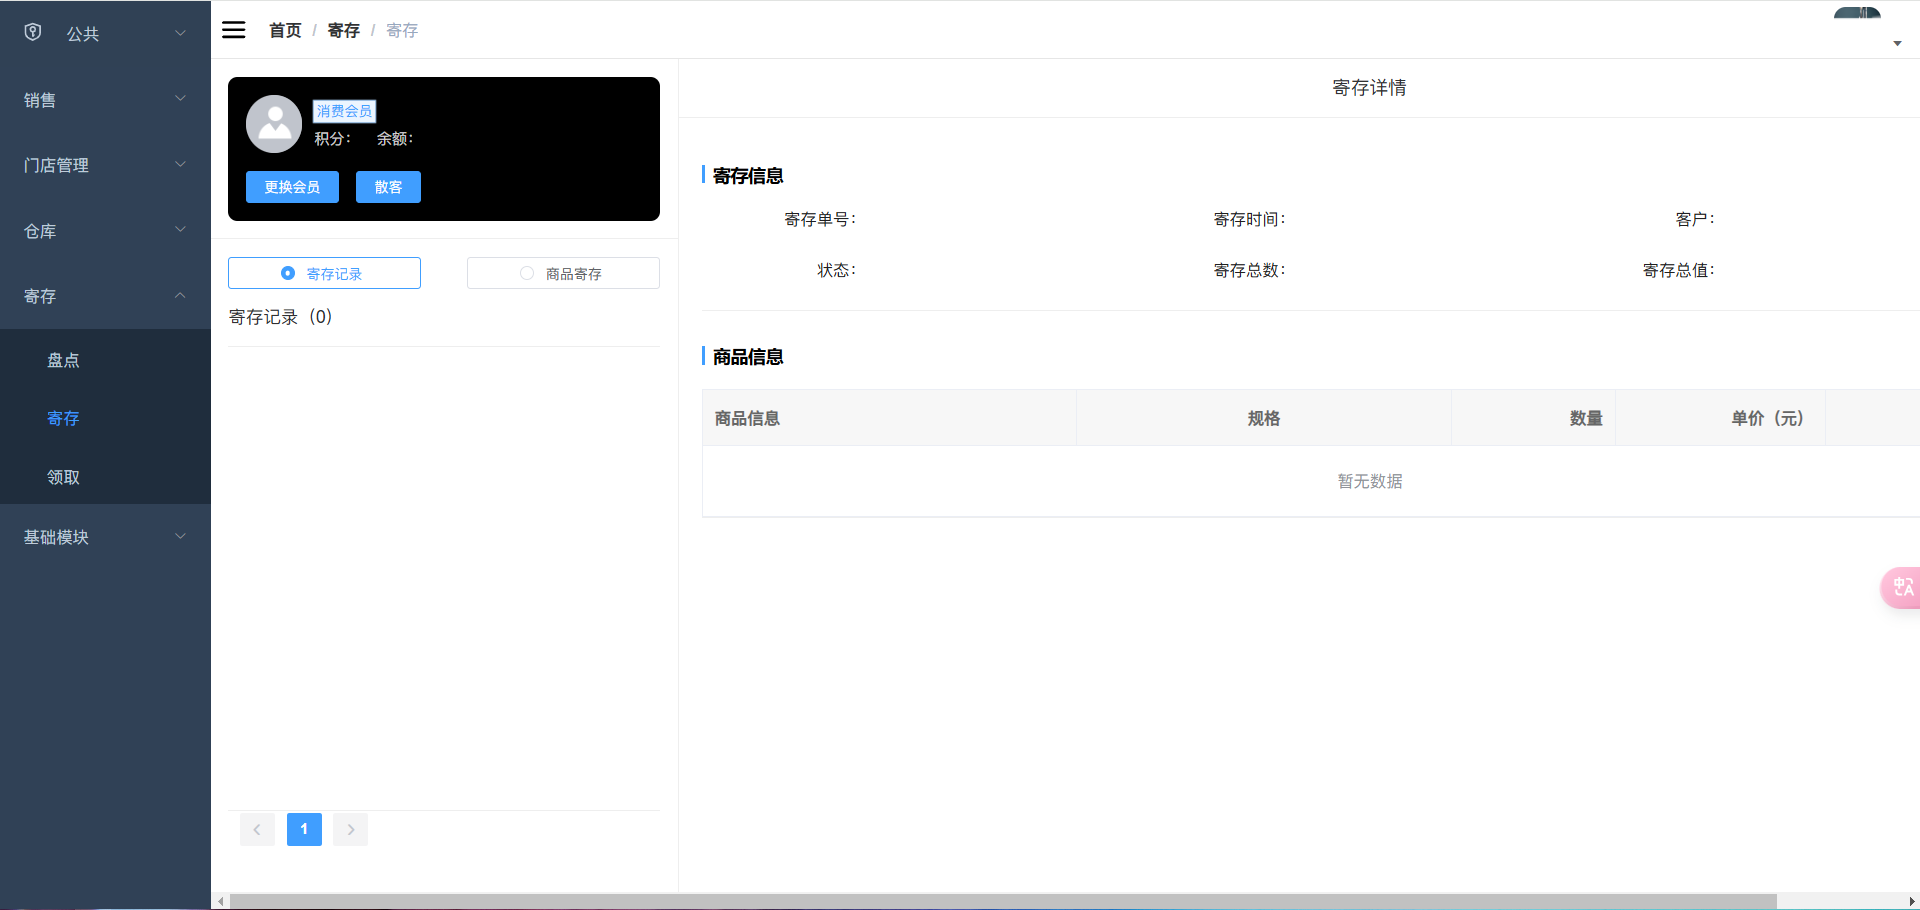 公共
销售
门店管理
仓库
寄存
盘点
寄存
领取
基础模块
首页 / 寄存 / 寄存
消费会员
积分： 余额：
更换会员 散客
寄存记录 商品寄存
寄存记录（0）
1
寄存详情
寄存信息
寄存单号： 寄存时间： 客户：
状态： 寄存总数： 寄存总值：
商品信息
商品信息 规格 数量 单价（元）
暂无数据
中A